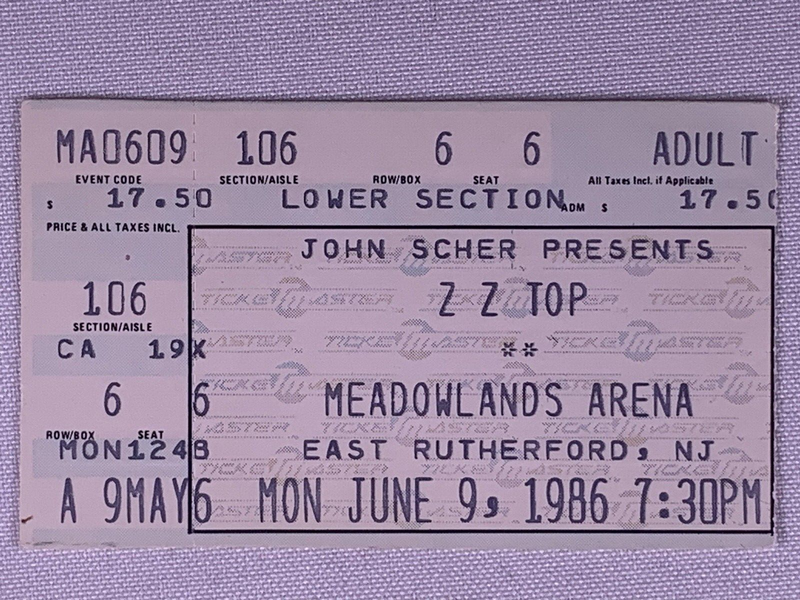 MA0609 106 6 6 ADULT
EVENT CODE SECTION/AISLE ROW/BOX SEAT All Taxes Incl. if Applicable
$ 17.50 LOWER SECTION ADM $ 17.50
PRICE & ALL TAXES INCL.
JOHN SCHER PRESENTS
106 Z Z TOP
SECTION/AISLE
CA 19X **
6 6 MEADOWLANDS ARENA
ROW/BOX SEAT
MON124B EAST RUTHERFORD, NJ
A 9MAY6 MON JUNE 9, 1986 7:30PM
TICKETMASTER